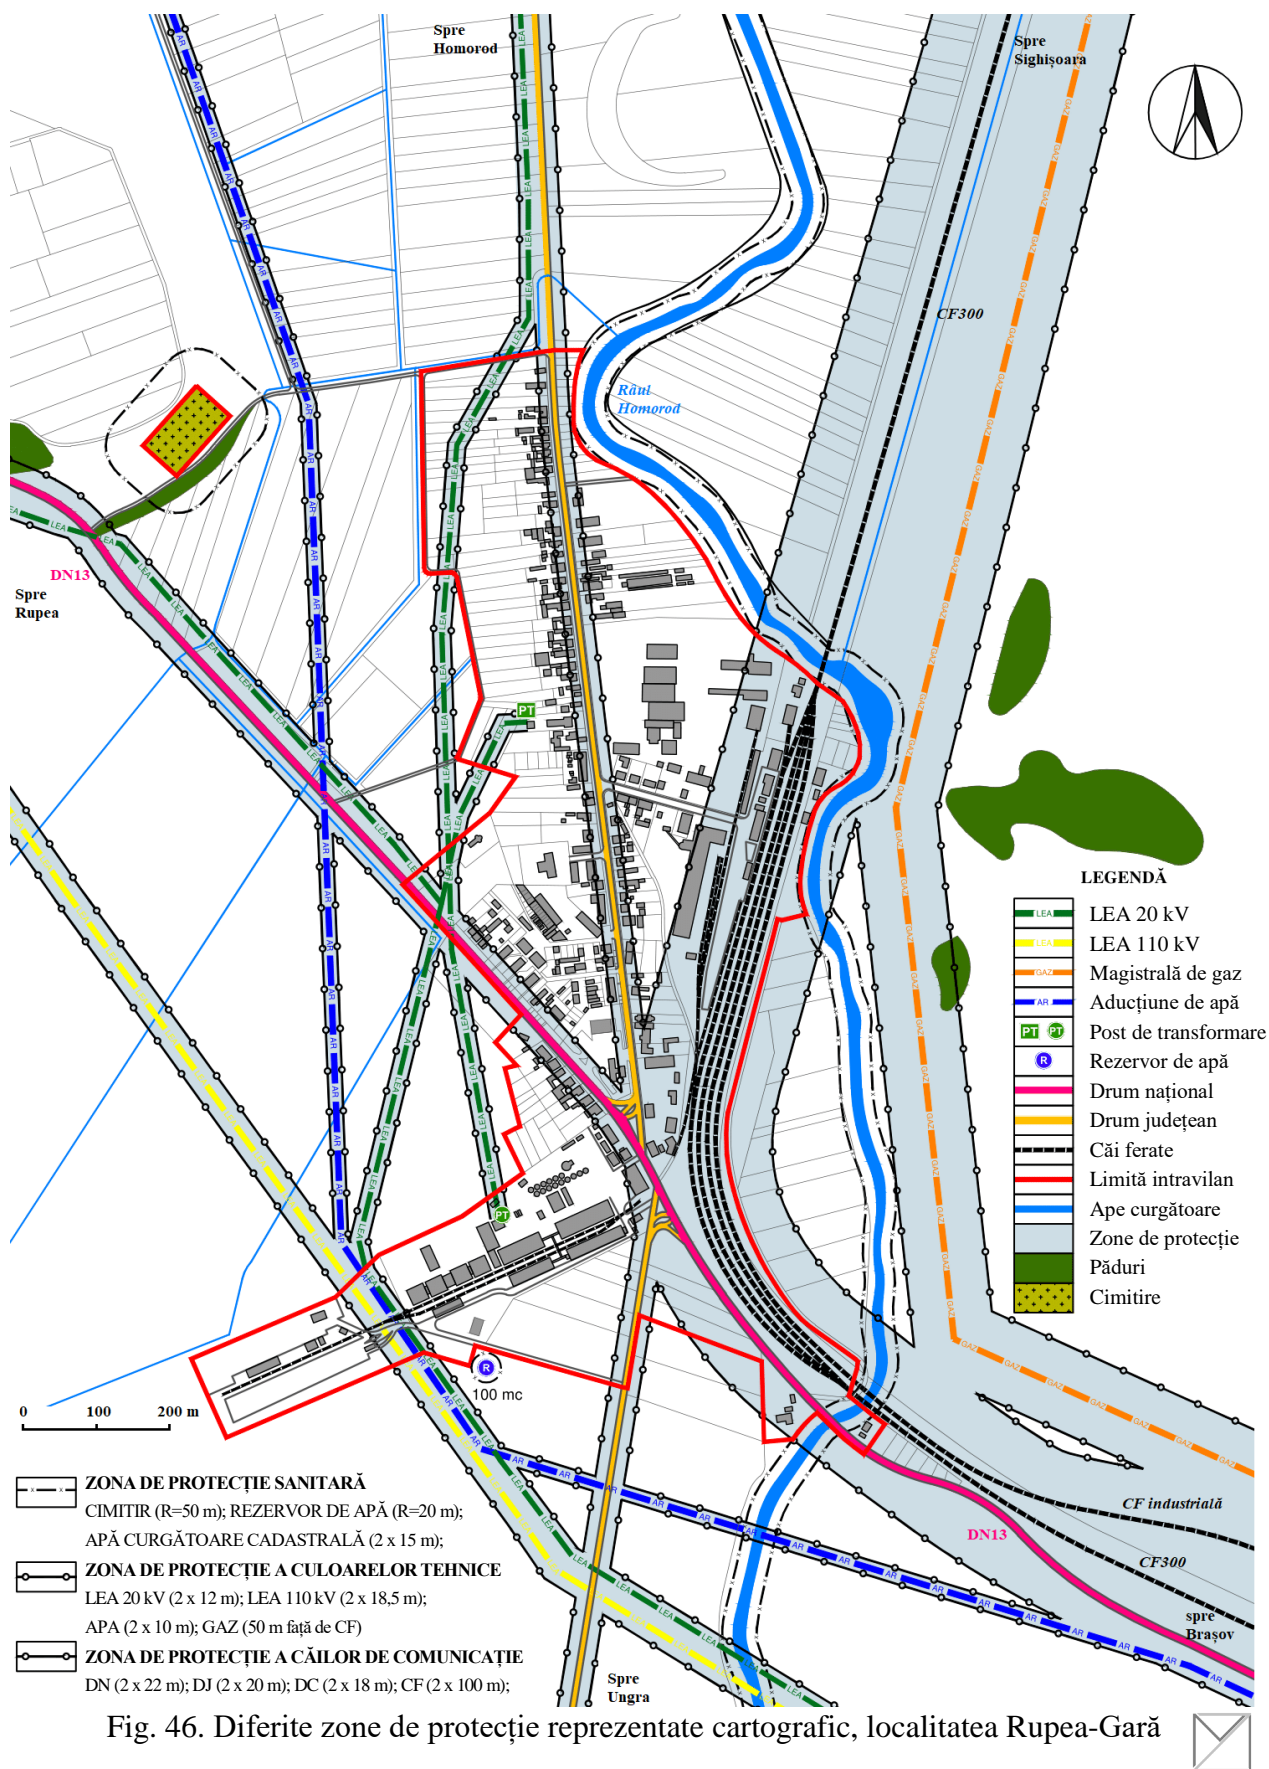 Spre
Homorod
Spre
Sighișoara
CF300
Râul
Homorod
DN13
Spre
Rupea
PT
PT
R
100 mc
LEGENDĂ
LEA LEA 20 kV
LEA LEA 110 kV
GAZ Magistrală de gaz
AR Aducțiune de apă
PT PT Post de transformare
R Rezervor de apă
Drum național
Drum județean
Căi ferate
Limită intravilan
Ape curgătoare
Zone de protecție
Păduri
Cimitire
0 100 200 m
ZONA DE PROTECȚIE SANITARĂ
CIMITIR (R=50 m); REZERVOR DE APĂ (R=20 m);
APĂ CURGĂTOARE CADASTRALĂ (2 x 15 m);
ZONA DE PROTECȚIE A CULOARELOR TEHNICE
LEA 20 kV (2 x 12 m); LEA 110 kV (2 x 18,5 m);
APA (2 x 10 m); GAZ (50 m față de CF)
ZONA DE PROTECȚIE A CĂILOR DE COMUNICAȚIE
DN (2 x 22 m); DJ (2 x 20 m); DC (2 x 18 m); CF (2 x 100 m);
CF industrială
DN13
CF300
spre
Brașov
Spre
Ungra
Fig. 46. Diferite zone de protecție reprezentate cartografic, localitatea Rupea-Gară